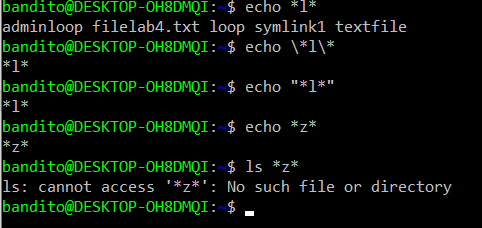 bandito@DESKTOP-OH8DMQI:~$ echo *l*
adminloop filelab4.txt loop symlink1 textfile
bandito@DESKTOP-OH8DMQI:~$ echo \*l\*
*l*
bandito@DESKTOP-OH8DMQI:~$ echo "*l*"
*l*
bandito@DESKTOP-OH8DMQI:~$ echo *z*
*z*
bandito@DESKTOP-OH8DMQI:~$ ls *z*
ls: cannot access '*z*': No such file or directory
bandito@DESKTOP-OH8DMQI:~$